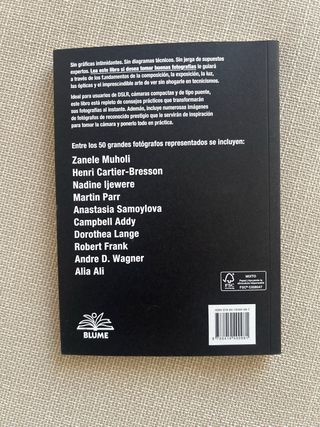 Sin gráficas intimidantes. Sin diagramas técnicos. Sin jerga de supuestos
expertos. Lea este libro si desea tomar buenas fotografías le guiará
a través de los fundamentos de la composición, la exposición, la luz,
las ópticas y el imprescindible arte de ver sin ahogarlo en tecnicismos.
Ideal para usuarios de DSLR, cámaras compactas y de tipo puente,
este libro está repleto de consejos prácticos que transformarán
sus fotografías al instante. Además, incluye numerosas imágenes
de fotógrafos de reconocido prestigio que le servirán de inspiración
para tomar la cámara y ponerlo todo en práctica.
Entre los 50 grandes fotógrafos representados se incluyen:
Zanele Muholi
Henri Cartier-Bresson
Nadine Ijewere
Martin Parr
Anastasia Samoylova
Campbell Addy
Dorothea Lange
Robert Frank
Andre D. Wagner
Alia Ali
BLUME
FSC
MIXTO